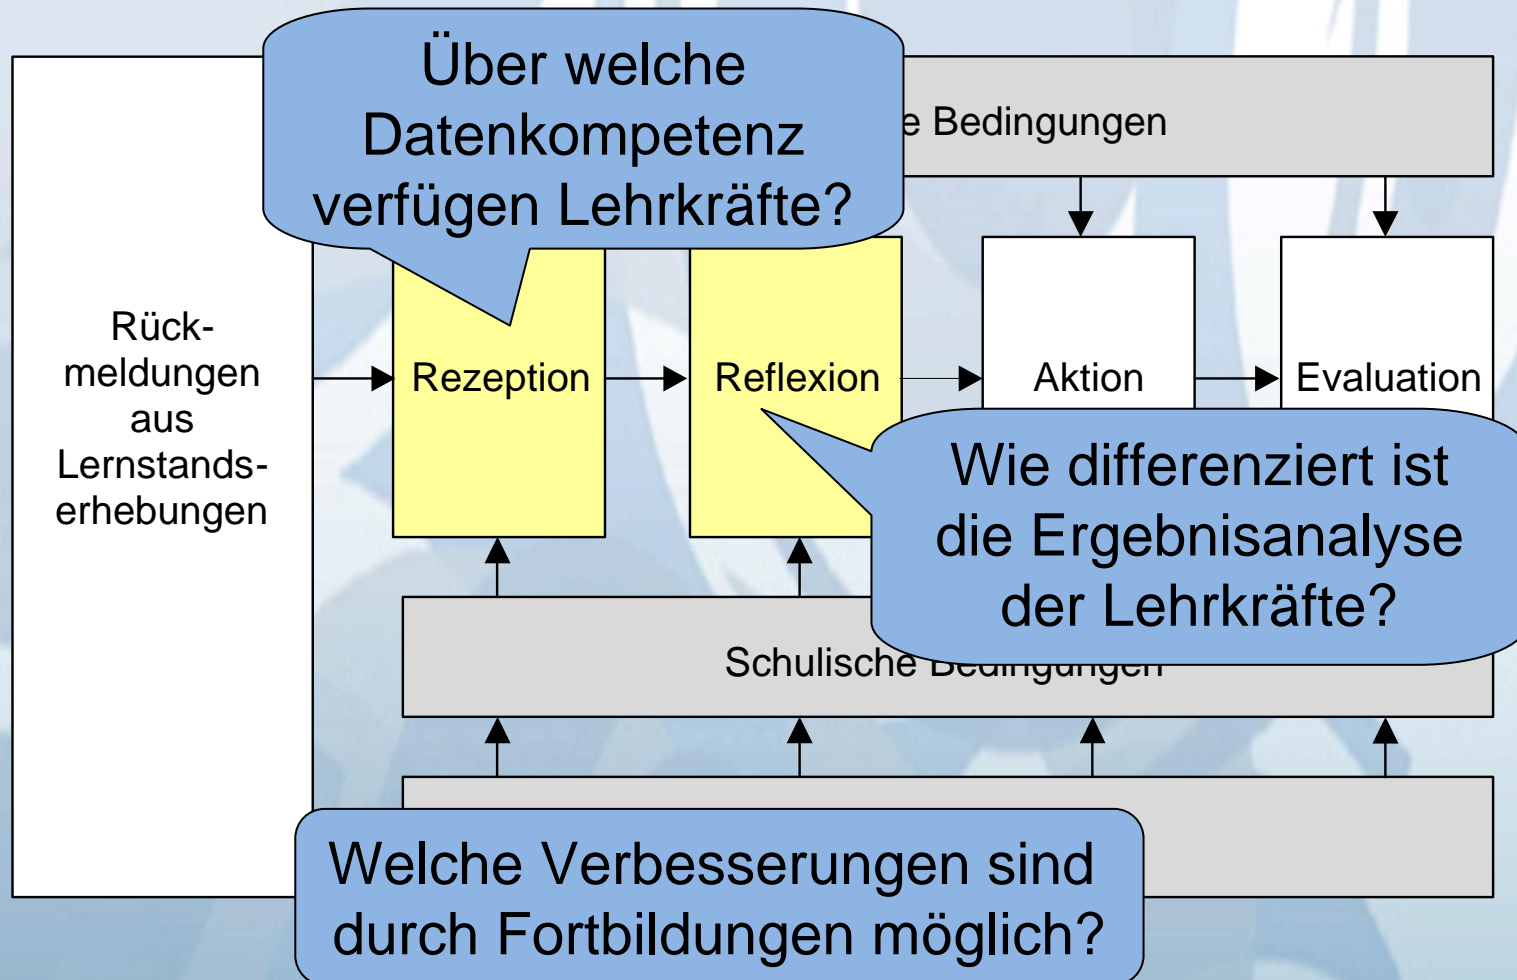 Über welche
Datenkompetenz
verfügen Lehrkräfte?
e Bedingungen
Rück-
meldungen
aus
Lernstands-
erhebungen
Rezeption
Reflexion
Aktion
Evaluation
Wie differenziert ist
die Ergebnisanalyse
der Lehrkräfte?
Schulische Bedingungen
Welche Verbesserungen sind
durch Fortbildungen möglich?